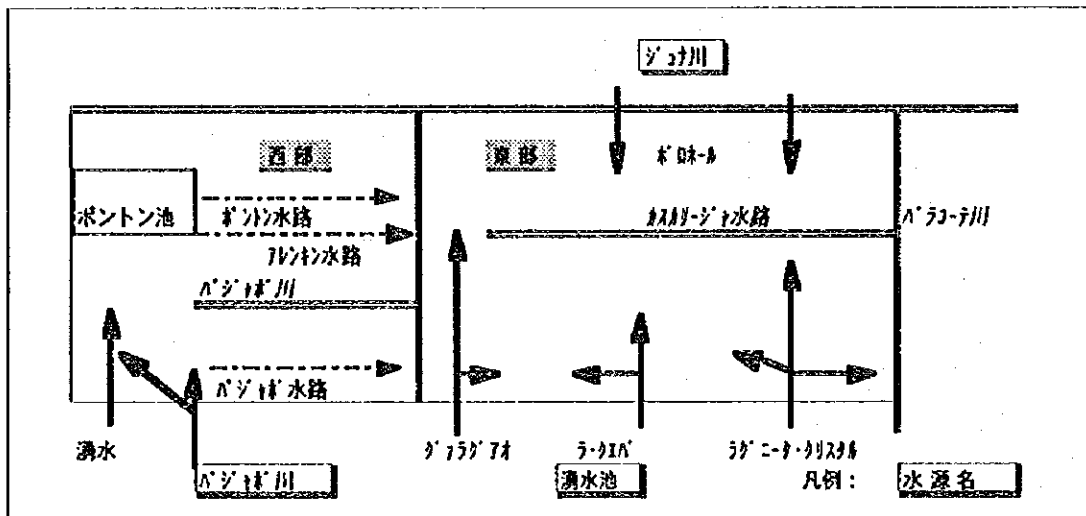 ジュナ川
西部
東部
ボロネール
ポントン池
ポントン水路
カスカリージャ水路
バラコーテ川
アレンキン水路
バジャボ川
バジャボ水路
湧水
グァラグアオ
ラ・クエバ
ラグニータ・クリスタル
バジャボ川
湧水池
凡例：
水源名